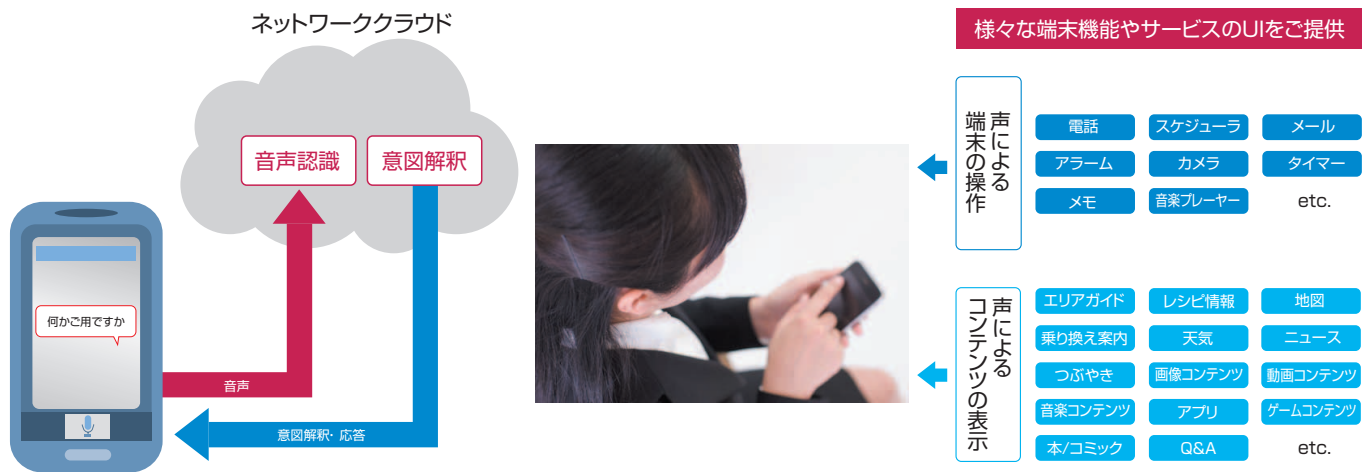 ネットワーククラウド
音声認識
意図解釈
何かご用ですか
音声
意図解釈・応答
様々な端末機能やサービスのUIをご提供
声による
端末の操作
電話
スケジューラ
メール
アラーム
カメラ
タイマー
メモ
音楽プレーヤー
etc.
声による
コンテンツの表示
エリアガイド
レシピ情報
地図
乗り換え案内
天気
ニュース
つぶやき
画像コンテンツ
動画コンテンツ
音楽コンテンツ
アプリ
ゲームコンテンツ
本/コミック
Q&A
etc.